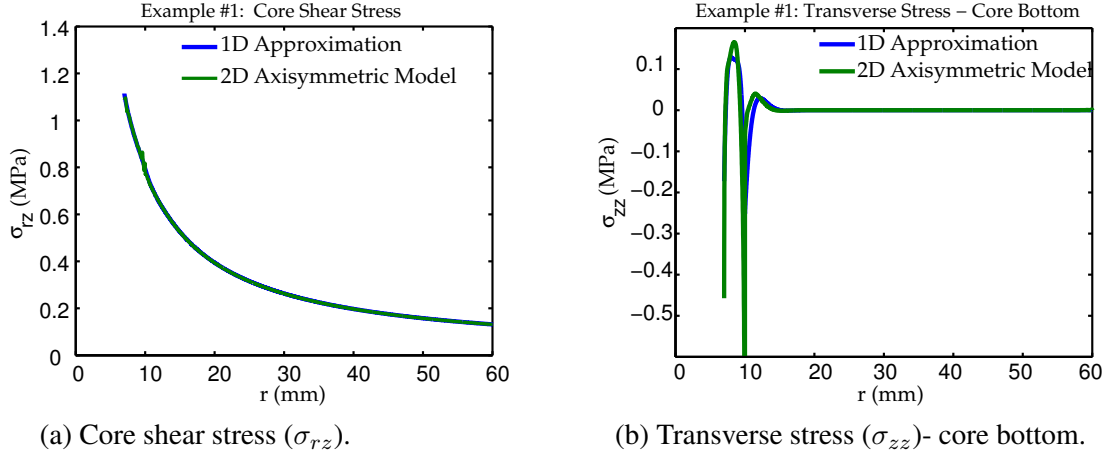 Example #1: Core Shear Stress
1.4
1.2
1
0.8
0.6
0.4
0.2
0
σrz (MPa)
1D Approximation
2D Axisymmetric Model
0 10 20 30 40 50 60
r (mm)
(a) Core shear stress (σrz).
Example #1: Transverse Stress – Core Bottom
0.1
0
−0.1
−0.2
−0.3
−0.4
−0.5
σzz (MPa)
1D Approximation
2D Axisymmetric Model
0 10 20 30 40 50 60
r (mm)
(b) Transverse stress (σzz)- core bottom.